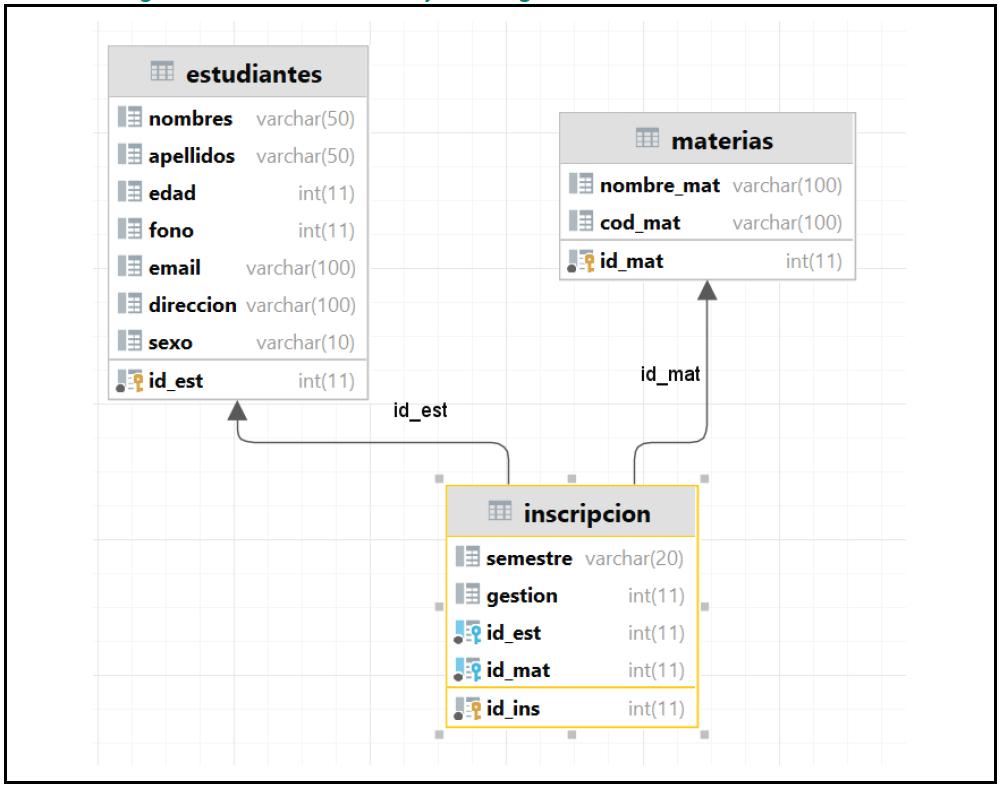 estudiantes
nombres varchar(50)
apellidos varchar(50)
edad int(11)
fono int(11)
email varchar(100)
direccion varchar(100)
sexo varchar(10)
id_est int(11)
materias
nombre_mat varchar(100)
cod_mat varchar(100)
id_mat int(11)
id_mat
id_est
inscripcion
semestre varchar(20)
gestion int(11)
id_est int(11)
id_mat int(11)
id_ins int(11)